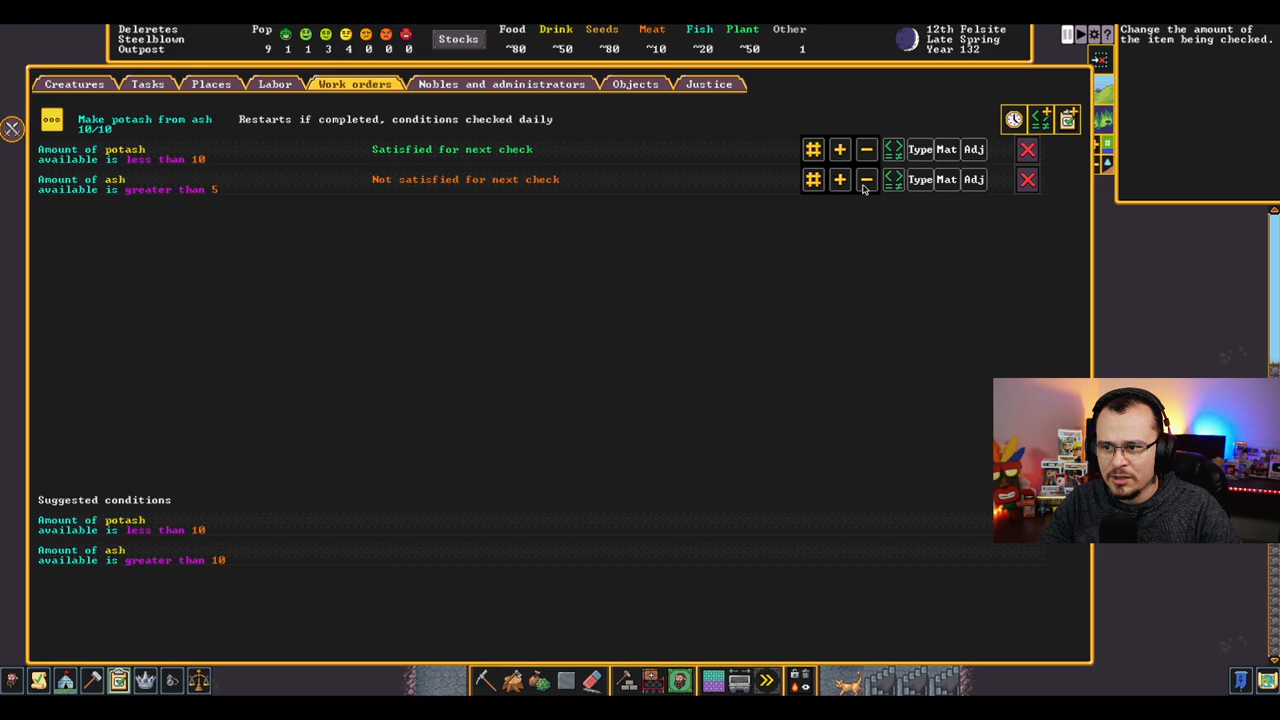 Deleretes
Steelblown
Outpost
Pop
9 1 1 3 4 0 0 0
Stocks
Food Drink Seeds Meat Fish Plant Other
~80 ~50 ~80 ~10 ~20 ~50 1
12th Felsite
Late Spring
Year 132
Change the amount of
the item being checked.
Creatures Tasks Places Labor Work orders Nobles and administrators Objects Justice
Make potash from ash Restarts if completed, conditions checked daily
10/10
Amount of potash Satisfied for next check
available is less than 10
Type Mat Adj
Amount of ash Not satisfied for next check
available is greater than 5
Type Mat Adj
Suggested conditions
Amount of potash
available is less than 10
Amount of ash
available is greater than 10